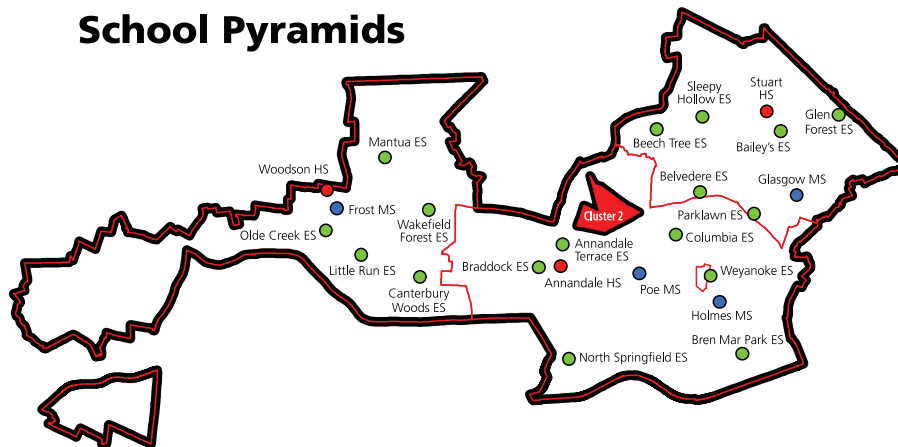 School Pyramids
Sleepy
Hollow ES
Stuart
HS
Glen
Forest ES
Beech Tree ES
Bailey's ES
Mantua ES
Woodson HS
Belvedere ES
Glasgow MS
Frost MS
Wakefield
Forest ES
Cluster 2
Parklawn ES
Olde Creek ES
Annandale
Terrace ES
Columbia ES
Little Run ES
Braddock ES
Annandale HS
Poe MS
Weyanoke ES
Canterbury
Woods ES
Holmes MS
Bren Mar Park ES
North Springfield ES